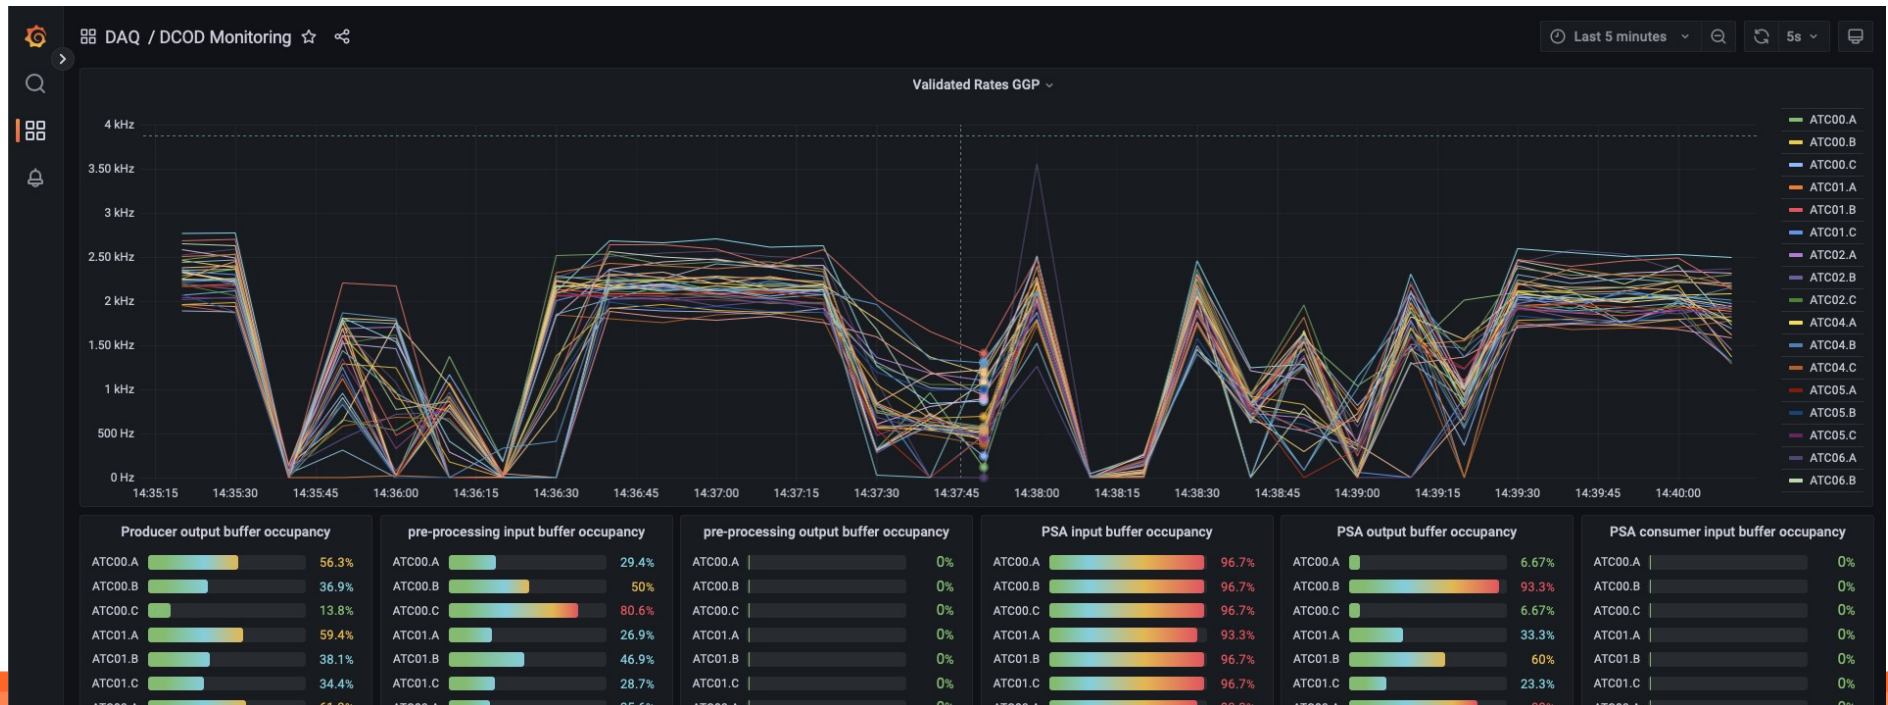 DAQ / DCOD Monitoring
Last 5 minutes
5s
Validated Rates GGP
4 kHz
3.50 kHz
3 kHz
2.50 kHz
2 kHz
1.50 kHz
1 kHz
500 Hz
0 Hz
14:35:15 14:35:30 14:35:45 14:36:00 14:36:15 14:36:30 14:36:45 14:37:00 14:37:15 14:37:30 14:37:45 14:38:00 14:38:15 14:38:30 14:38:45 14:39:00 14:39:15 14:39:30 14:39:45 14:40:00
ATC00.A
ATC00.B
ATC00.C
ATC01.A
ATC01.B
ATC01.C
ATC02.A
ATC02.B
ATC02.C
ATC04.A
ATC04.B
ATC04.C
ATC05.A
ATC05.B
ATC05.C
ATC06.A
ATC06.B
Producer output buffer occupancy
ATC00.A 56.3%
ATC00.B 36.9%
ATC00.C 13.8%
ATC01.A 59.4%
ATC01.B 38.1%
ATC01.C 34.4%
pre-processing input buffer occupancy
ATC00.A 29.4%
ATC00.B 50%
ATC00.C 80.6%
ATC01.A 26.9%
ATC01.B 46.9%
ATC01.C 28.7%
pre-processing output buffer occupancy
ATC00.A 0%
ATC00.B 0%
ATC00.C 0%
ATC01.A 0%
ATC01.B 0%
ATC01.C 0%
PSA input buffer occupancy
ATC00.A 96.7%
ATC00.B 96.7%
ATC00.C 96.7%
ATC01.A 93.3%
ATC01.B 96.7%
ATC01.C 96.7%
PSA output buffer occupancy
ATC00.A 6.67%
ATC00.B 93.3%
ATC00.C 6.67%
ATC01.A 33.3%
ATC01.B 60%
ATC01.C 23.3%
PSA consumer input buffer occupancy
ATC00.A 0%
ATC00.B 0%
ATC00.C 0%
ATC01.A 0%
ATC01.B 0%
ATC01.C 0%